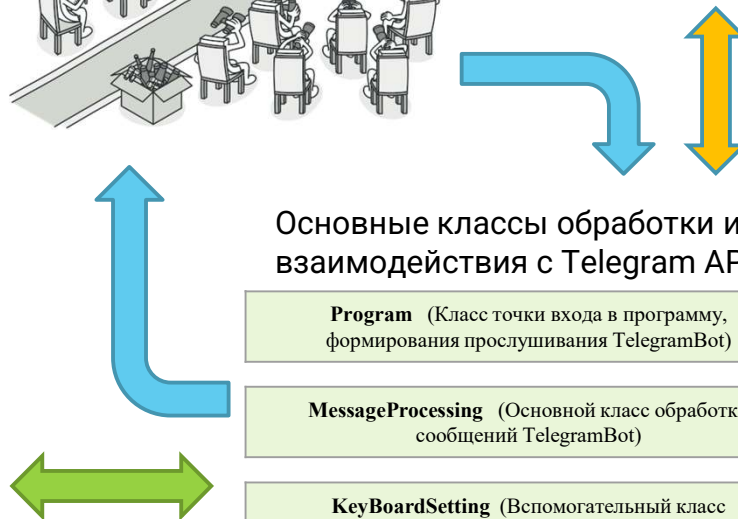 Основные классы обработки и
взаимодействия с Telegram AP
Program (Класс точки входа в программу,
формирования прослушивания TelegramBot)
MessageProcessing (Основной класс обработк
сообщений TelegramBot)
KeyBoardSetting (Вспомогательный класс